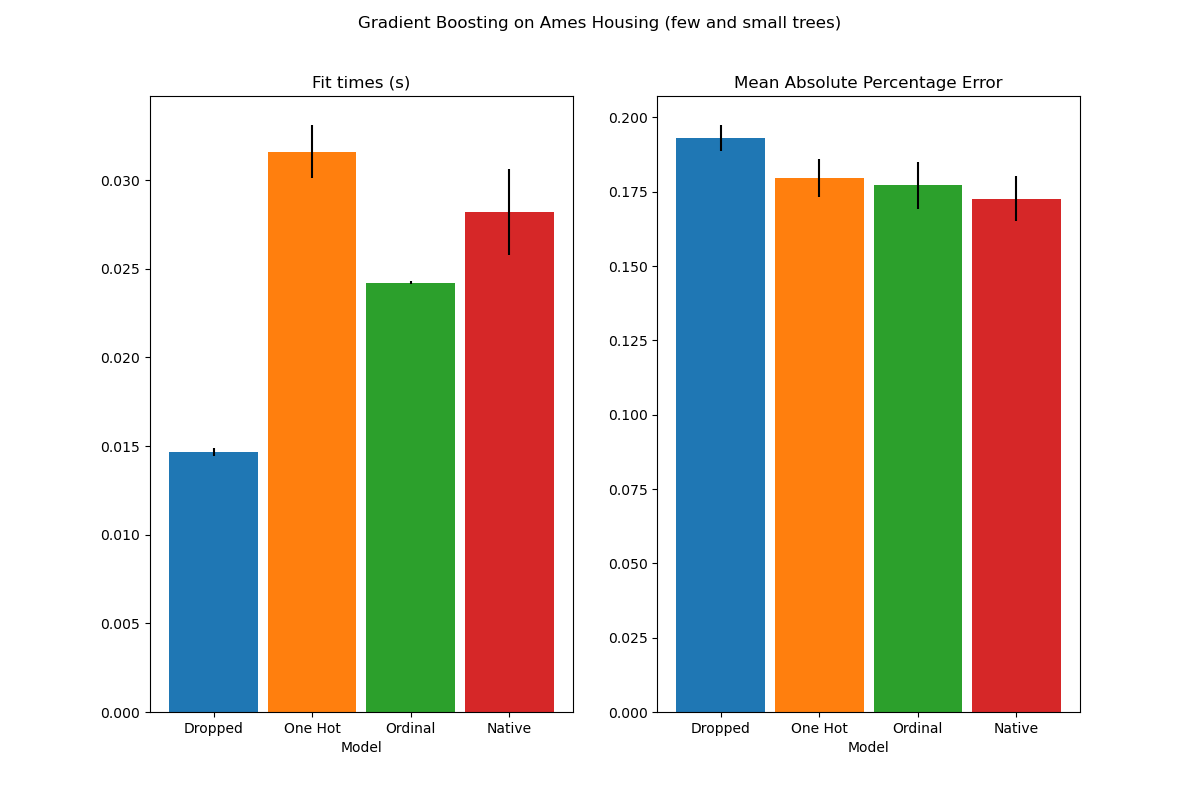 Gradient Boosting on Ames Housing (few and small trees)
Fit times (s)
0.030
0.025
0.020
0.015
0.010
0.005
0.000
Dropped One Hot Ordinal Native
Model
Mean Absolute Percentage Error
0.200
0.175
0.150
0.125
0.100
0.075
0.050
0.025
0.000
Dropped One Hot Ordinal Native
Model